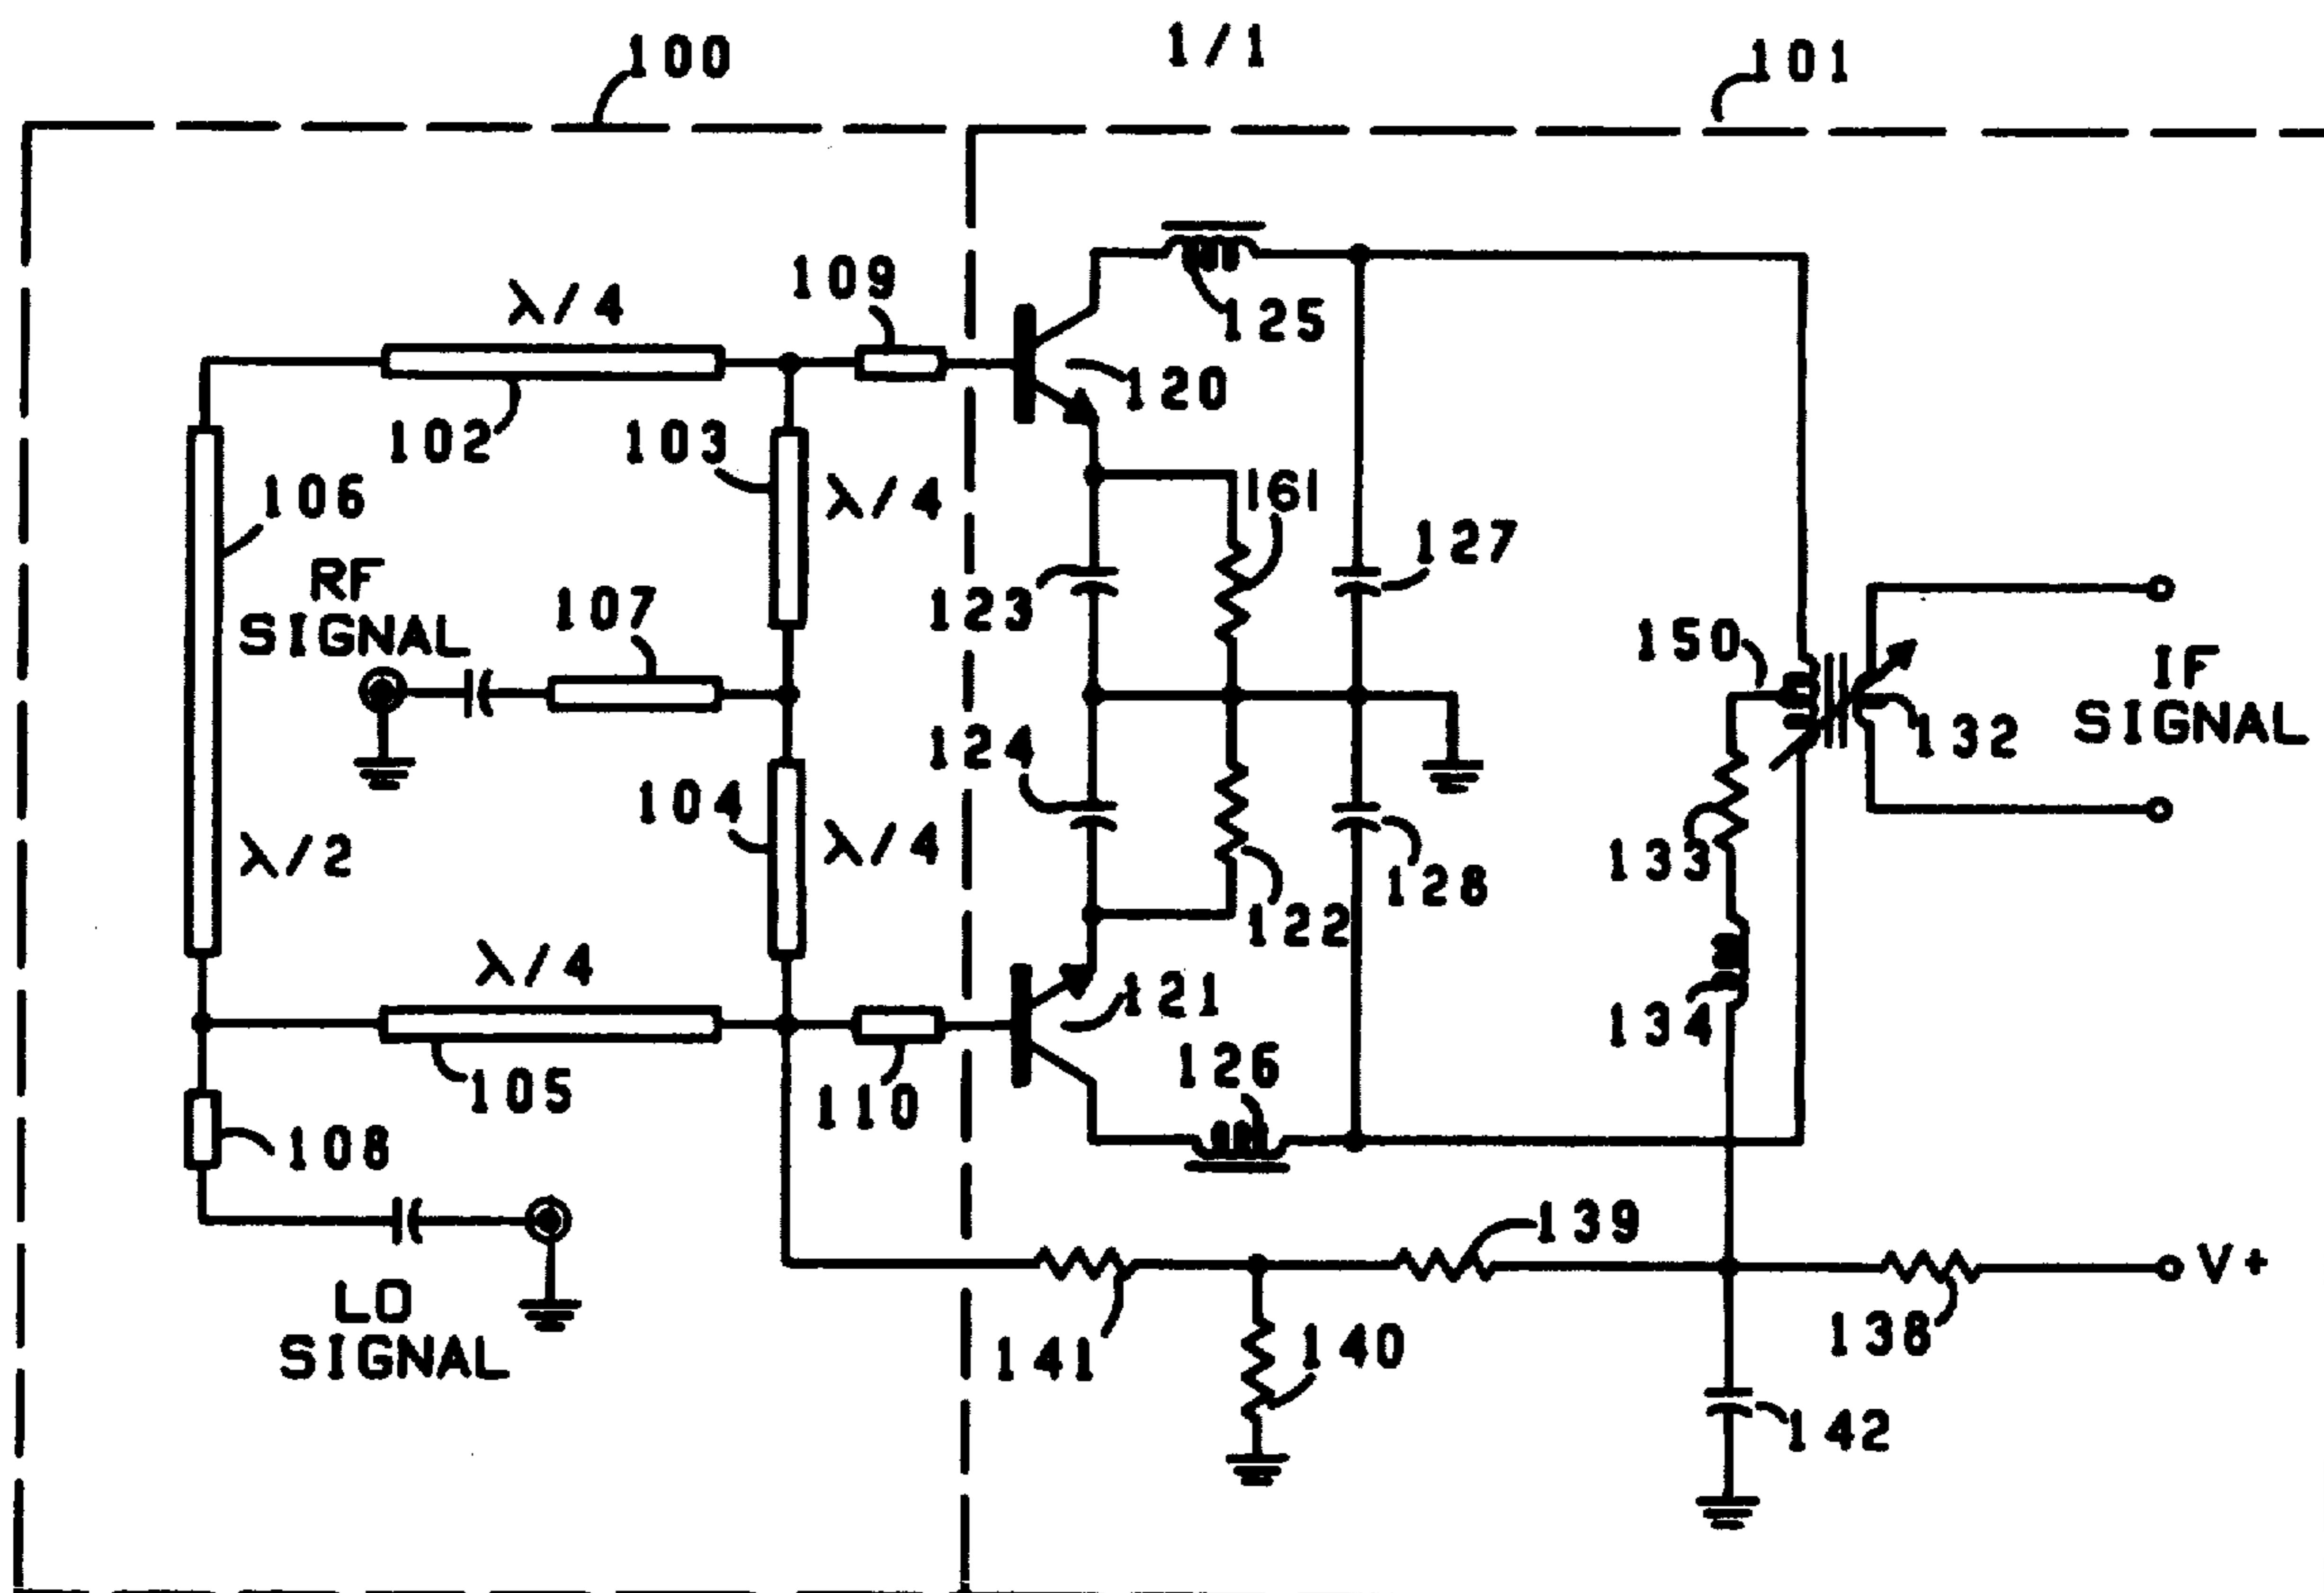 1/1
100
101
109
λ/4
125
120
102
103
λ/4
161
106
127
RF
SIGNAL
107
123
150
IF
SIGNAL
132
124
104
λ/4
133
λ/2
128
122
λ/4
121
134
105
126
110
108
139
V+
LO
SIGNAL
141
140
138
142